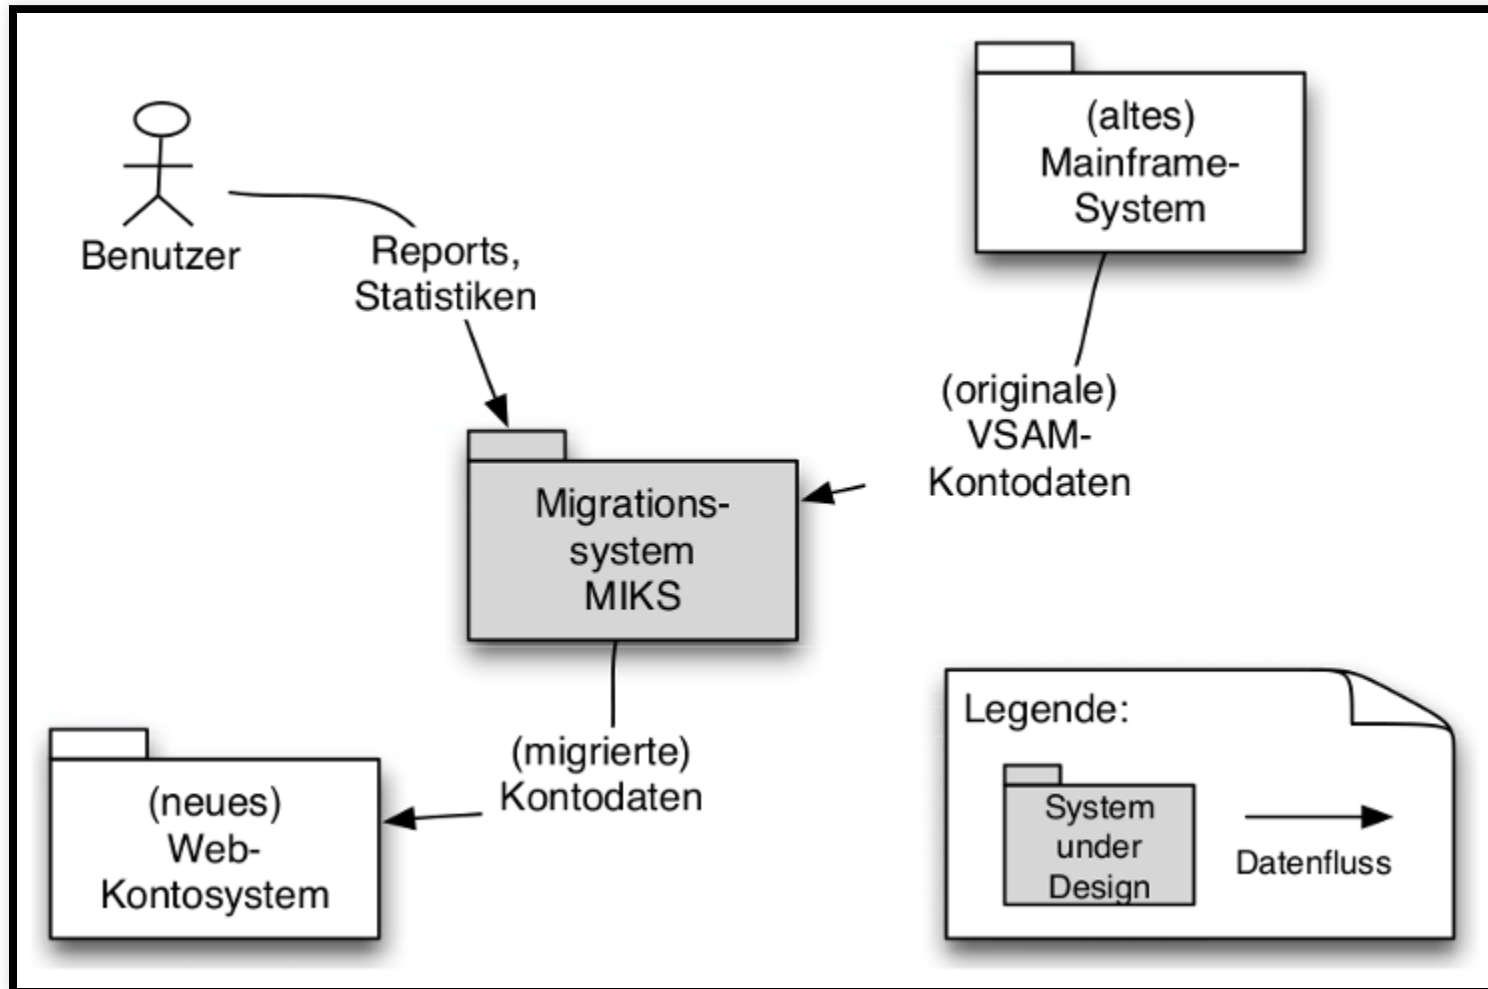 Benutzer
Reports,
Statistiken
(altes)
Mainframe-
System
(originale)
VSAM-
Kontodaten
Migrations-
system
MIKS
(migrierte)
Kontodaten
(neues)
Web-
Kontosystem
Legende:
System
under
Design
Datenfluss